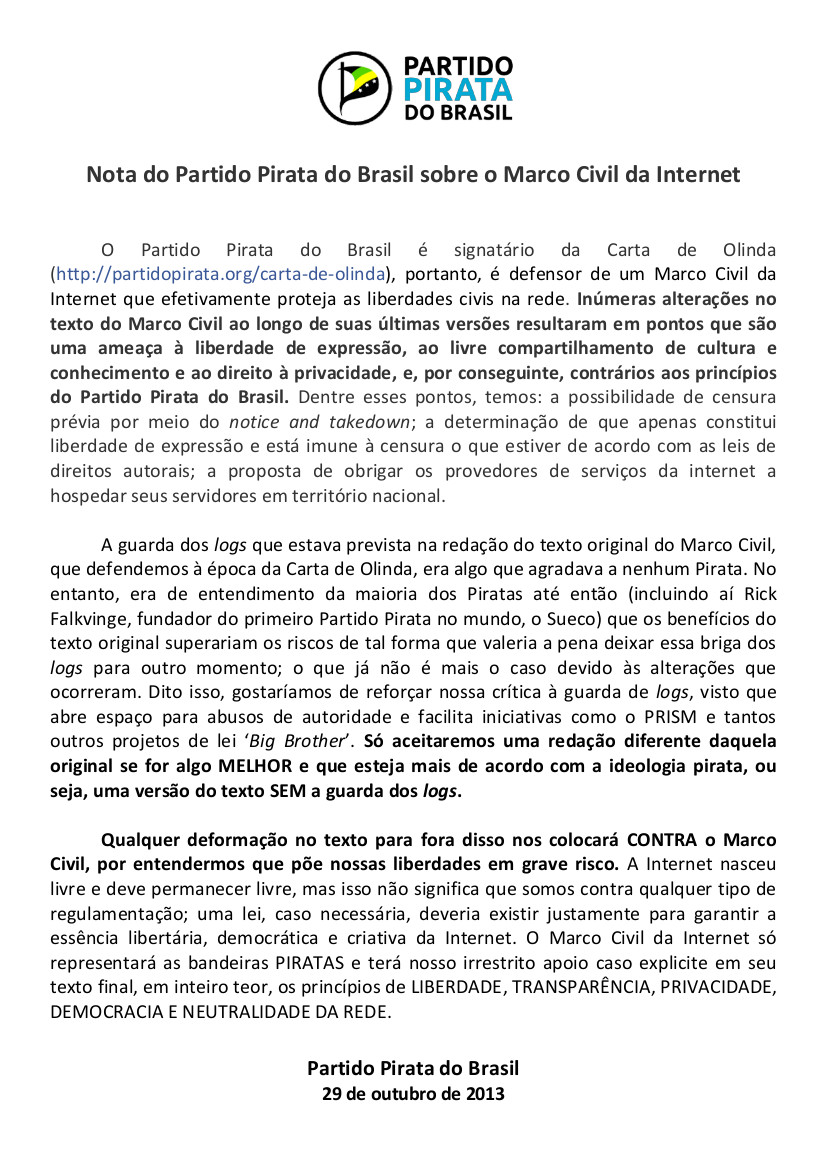 PARTIDO
PIRATA
DO BRASIL
Nota do Partido Pirata do Brasil sobre o Marco Civil da Internet
O Partido Pirata do Brasil é signatário da Carta de Olinda
(http://partidopirata.org/carta-de-olinda), portanto, é defensor de um Marco Civil da
Internet que efetivamente proteja as liberdades civis na rede. Inúmeras alterações no
texto do Marco Civil ao longo de suas últimas versões resultaram em pontos que são
uma ameaça à liberdade de expressão, ao livre compartilhamento de cultura e
conhecimento e ao direito à privacidade, e, por conseguinte, contrários aos princípios
do Partido Pirata do Brasil. Dentre esses pontos, temos: a possibilidade de censura
prévia por meio do notice and takedown; a determinação de que apenas constitui
liberdade de expressão e está imune à censura o que estiver de acordo com as leis de
direitos autorais; a proposta de obrigar os provedores de serviços da internet a
hospedar seus servidores em território nacional.
A guarda dos logs que estava prevista na redação do texto original do Marco Civil,
que defendemos à época da Carta de Olinda, era algo que agradava a nenhum Pirata. No
entanto, era de entendimento da maioria dos Piratas até então (incluindo aí Rick
Falkvinge, fundador do primeiro Partido Pirata no mundo, o Sueco) que os benefícios do
texto original superariam os riscos de tal forma que valeria a pena deixar essa briga dos
logs para outro momento; o que já não é mais o caso devido às alterações que
ocorreram. Dito isso, gostaríamos de reforçar nossa crítica à guarda de logs, visto que
abre espaço para abusos de autoridade e facilita iniciativas como o PRISM e tantos
outros projetos de lei ‘Big Brother’. Só aceitaremos uma redação diferente daquela
original se for algo MELHOR e que esteja mais de acordo com a ideologia pirata, ou
seja, uma versão do texto SEM a guarda dos logs.
Qualquer deformação no texto para fora disso nos colocará CONTRA o Marco
Civil, por entendermos que põe nossas liberdades em grave risco. A Internet nasceu
livre e deve permanecer livre, mas isso não significa que somos contra qualquer tipo de
regulamentação; uma lei, caso necessária, deveria existir justamente para garantir a
essência libertária, democrática e criativa da Internet. O Marco Civil da Internet só
representará as bandeiras PIRATAS e terá nosso irrestrito apoio caso explicite em seu
texto final, em inteiro teor, os princípios de LIBERDADE, TRANSPARÊNCIA, PRIVACIDADE,
DEMOCRACIA E NEUTRALIDADE DA REDE.
Partido Pirata do Brasil
29 de outubro de 2013